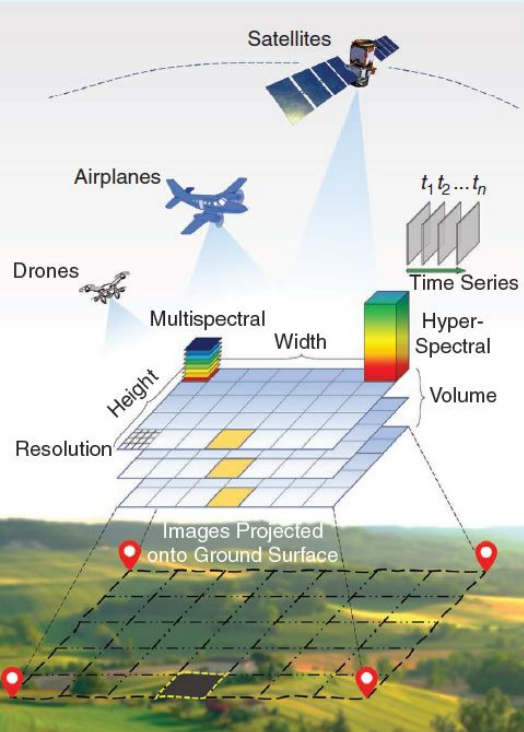 Satellites
Airplanes
t1 t2 ... tn
Drones
Time Series
Multispectral
Width
Hyper-
Spectral
Height
Volume
Resolution
Images Projected
onto Ground Surface